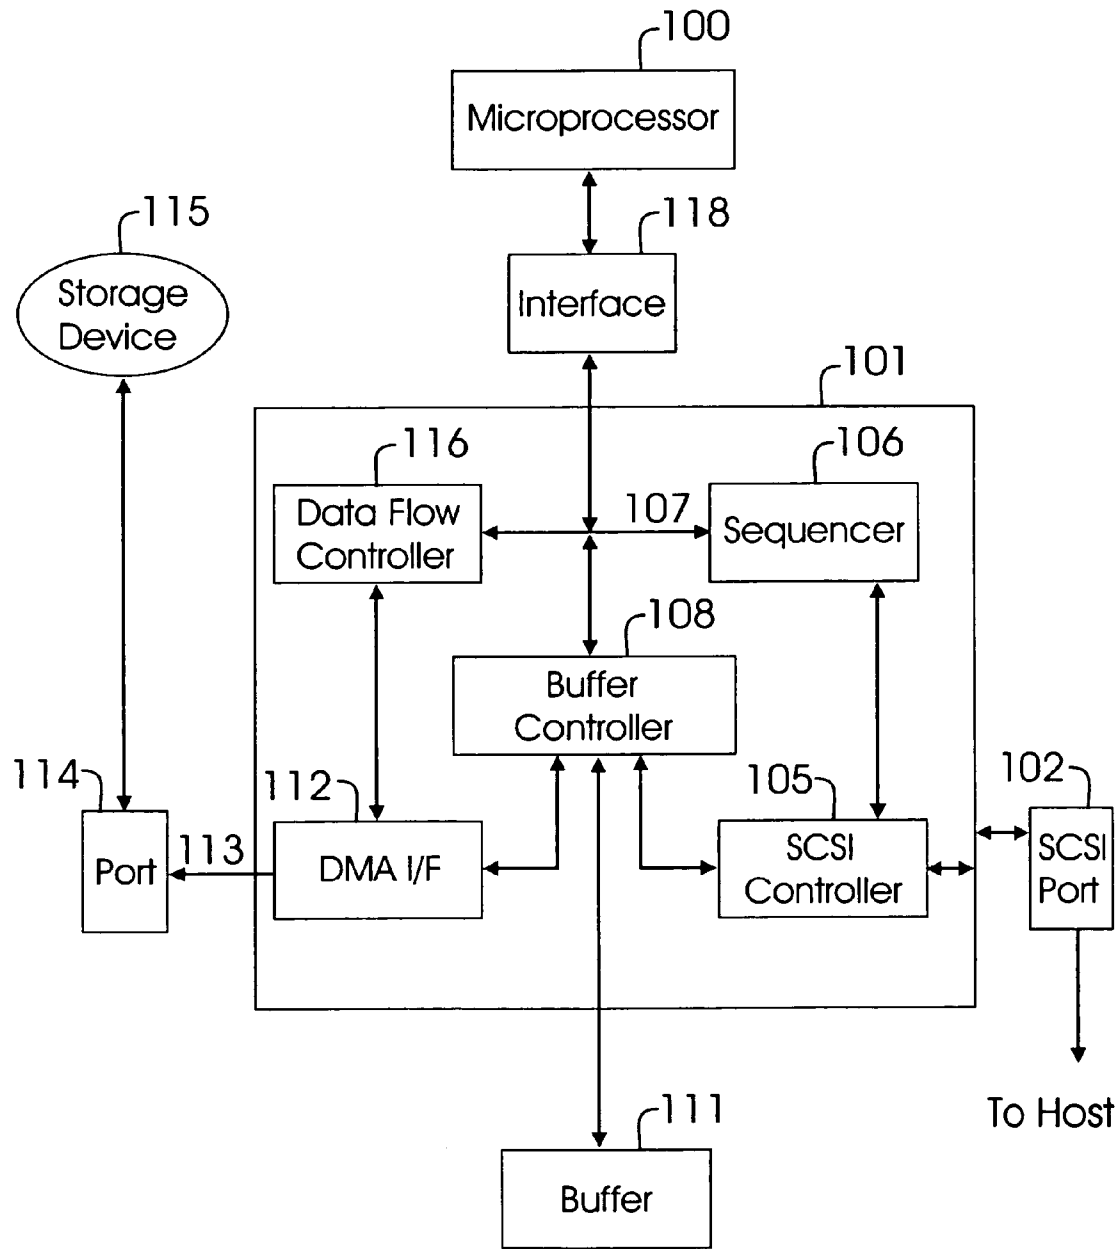 100
Microprocessor
115
118
Storage
Device
Interface
101
116
106
Data Flow
Controller
107
Sequencer
108
Buffer
Controller
114
112
105
102
Port
113
DMA I/F
SCSI
Controller
SCSI
Port
To Host
111
Buffer